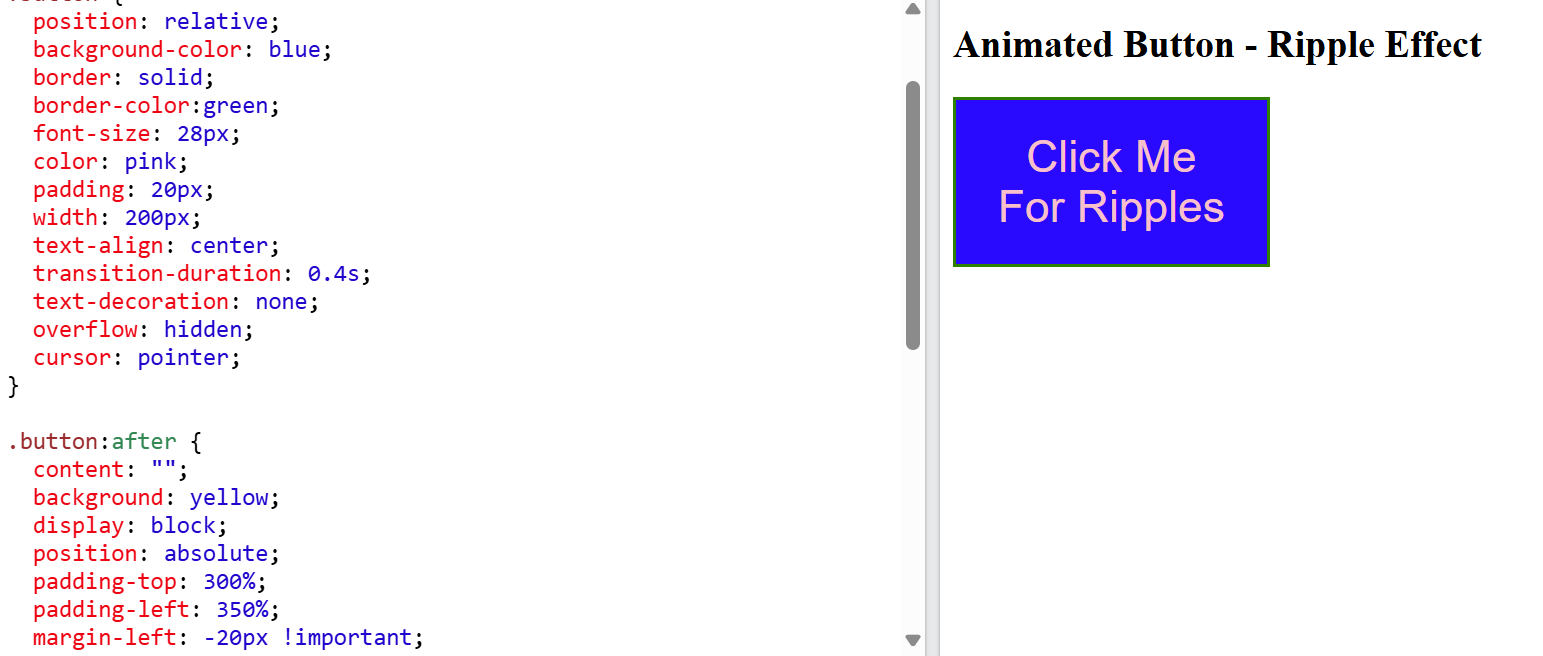 position: relative;
background-color: blue;
border: solid;
border-color:green;
font-size: 28px;
color: pink;
padding: 20px;
width: 200px;
text-align: center;
transition-duration: 0.4s;
text-decoration: none;
overflow: hidden;
cursor: pointer;
}
.button:after {
content: "";
background: yellow;
display: block;
position: absolute;
padding-top: 300%;
padding-left: 350%;
margin-left: -20px !important;
Animated Button - Ripple Effect
Click Me
For Ripples